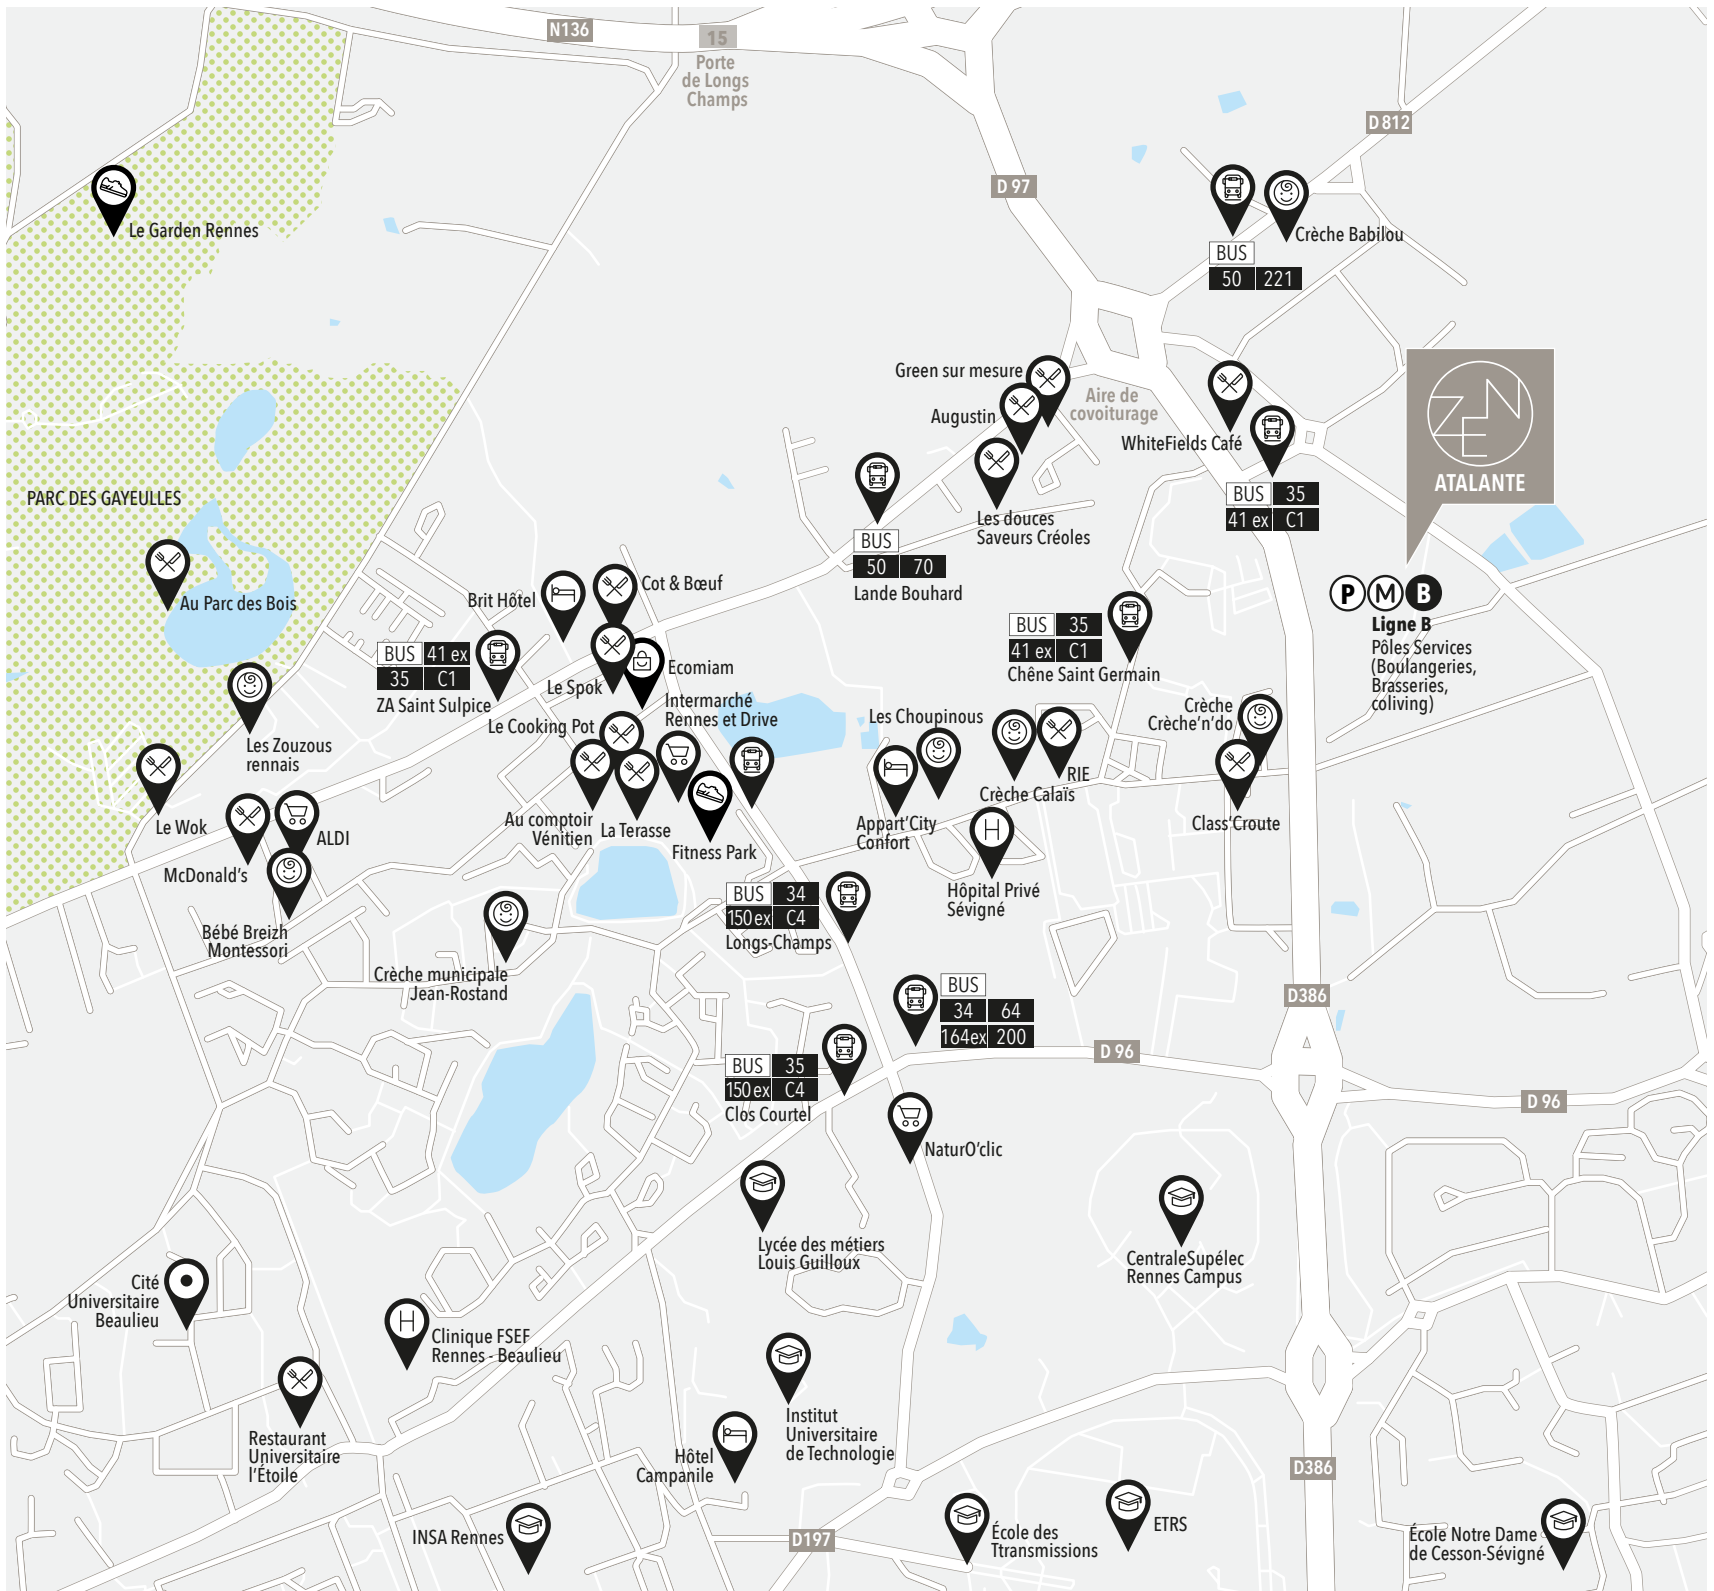 N136
15
Porte
de Longs
Champs
D 812
D 97
Le Garden Rennes
Crèche Babilou
BUS
50 221
Green sur mesure
Aire de
covoiturage
Augustin
WhiteFields Café
ZEN
ATALANTE
PARC DES GAYEULLES
BUS 35
41 ex C1
Les douces
Saveurs Créoles
BUS
50 70
Lande Bouhard
Cot & Bœuf
Brit Hôtel
Au Parc des Bois
P M B
Ligne B
Pôles Services
(Boulangeries,
Brasseries,
coliving)
BUS 35
41 ex C1
Chêne Saint Germain
BUS 41 ex
35 C1
ZA Saint Sulpice
Le Spok
Ecomiam
Intermarché
Rennes et Drive
Le Cooking Pot
Les Choupinous
Crèche
Crèche'n'do
Les Zouzous
rennais
RIE
Crèche Calaïs
Le Wok
Au comptoir
Vénitien
La Terasse
Appart'City
Confort
Class'Croute
ALDI
McDonald's
Fitness Park
H
Hôpital Privé
Sévigné
BUS 34
150 ex C4
Longs-Champs
Bébé Breizh
Montessori
Crèche municipale
Jean-Rostand
BUS
34 64
164ex 200
D386
D 96
BUS 35
150 ex C4
Clos Courtel
D 96
NaturO'clic
Lycée des métiers
Louis Guilloux
CentraleSupélec
Rennes Campus
Cité
Universitaire
Beaulieu
H
Clinique FSEF
Rennes - Beaulieu
Restaurant
Universitaire
l'Étoile
Institut
Universitaire
de Technologie
Hôtel
Campanile
D386
INSA Rennes
D197
École des
Ttransmissions
ETRS
École Notre Dame
de Cesson-Sévigné